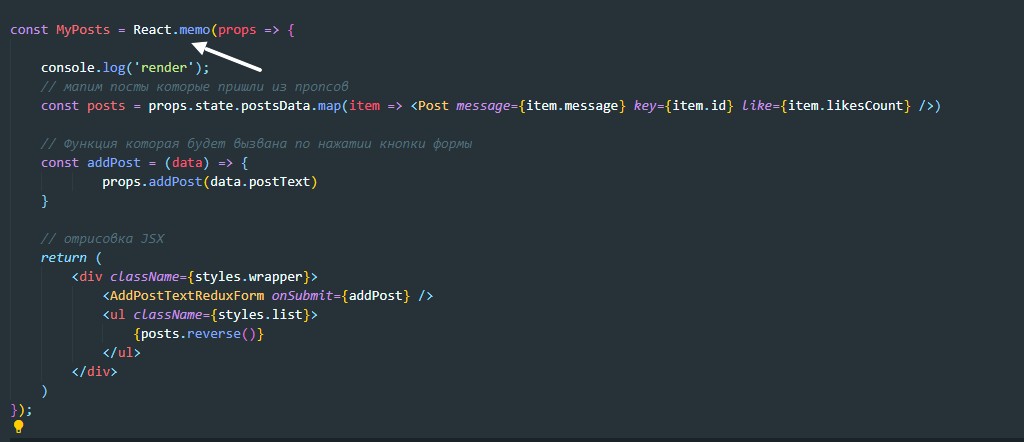 const MyPosts = React.memo(props => {
console.log('render');
// мапим посты которые пришли из пропсов
const posts = props.state.postsData.map(item => <Post message={item.message} key={item.id} like={item.likesCount} />)
// Функция которая будет вызвана по нажатии кнопки формы
const addPost = (data) => {
props.addPost(data.postText)
}
// отрисовка JSX
return (
<div className={styles.wrapper}>
<AddPostTextReduxForm onSubmit={addPost} />
<ul className={styles.list}>
{posts.reverse()}
</ul>
</div>
)
});